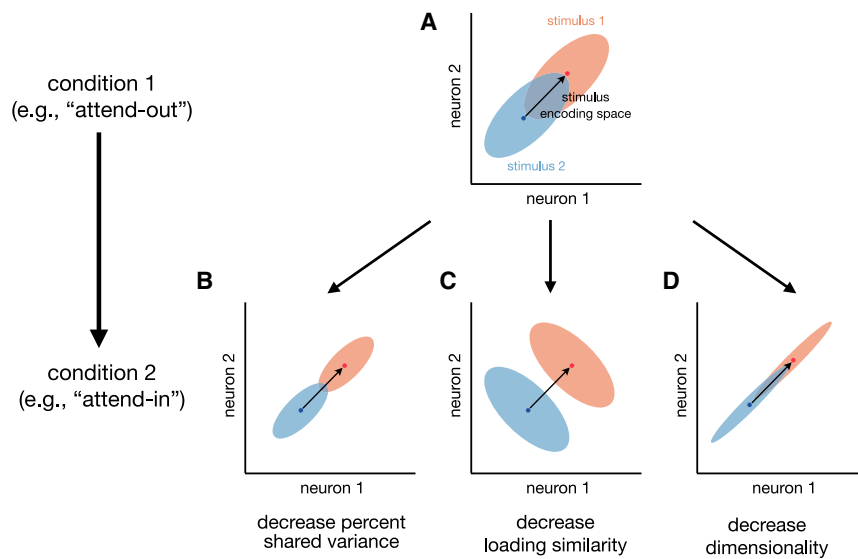 A
stimulus 1
condition 1
(e.g., “attend-out”)
neuron 2
stimulus
encoding space
stimulus 2
neuron 1
B
C
D
condition 2
(e.g., “attend-in”)
neuron 2
neuron 2
neuron 2
neuron 1
neuron 1
neuron 1
decrease percent
shared variance
decrease
loading similarity
decrease
dimensionality